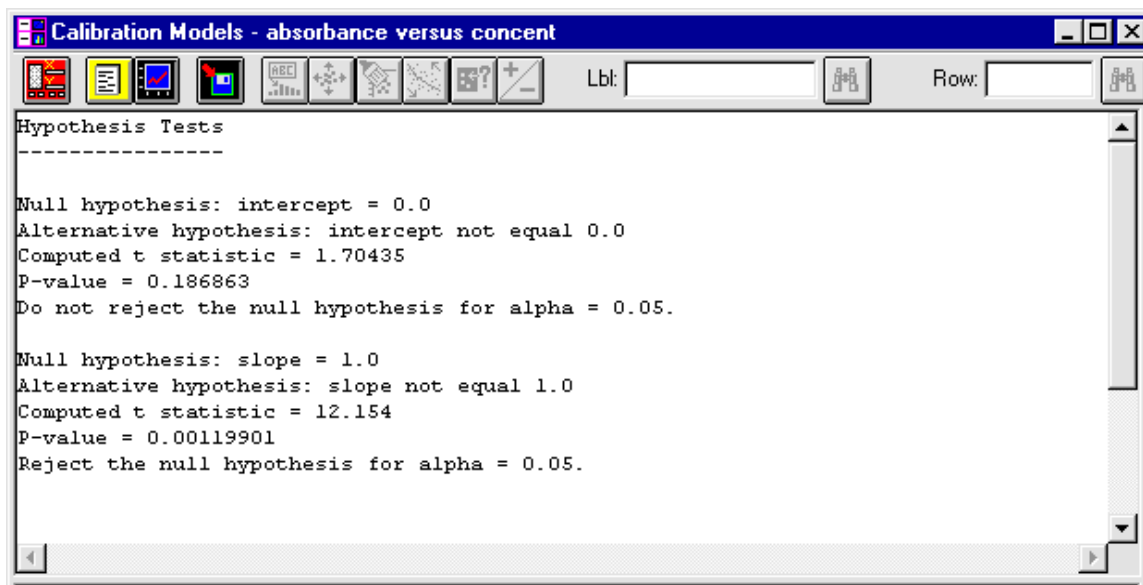 Calibration Models - absorbance versus concent
Lbl: Row:
Hypothesis Tests
----------------
Null hypothesis: intercept = 0.0
Alternative hypothesis: intercept not equal 0.0
Computed t statistic = 1.70435
P-value = 0.186863
Do not reject the null hypothesis for alpha = 0.05.
Null hypothesis: slope = 1.0
Alternative hypothesis: slope not equal 1.0
Computed t statistic = 12.154
P-value = 0.00119901
Reject the null hypothesis for alpha = 0.05.